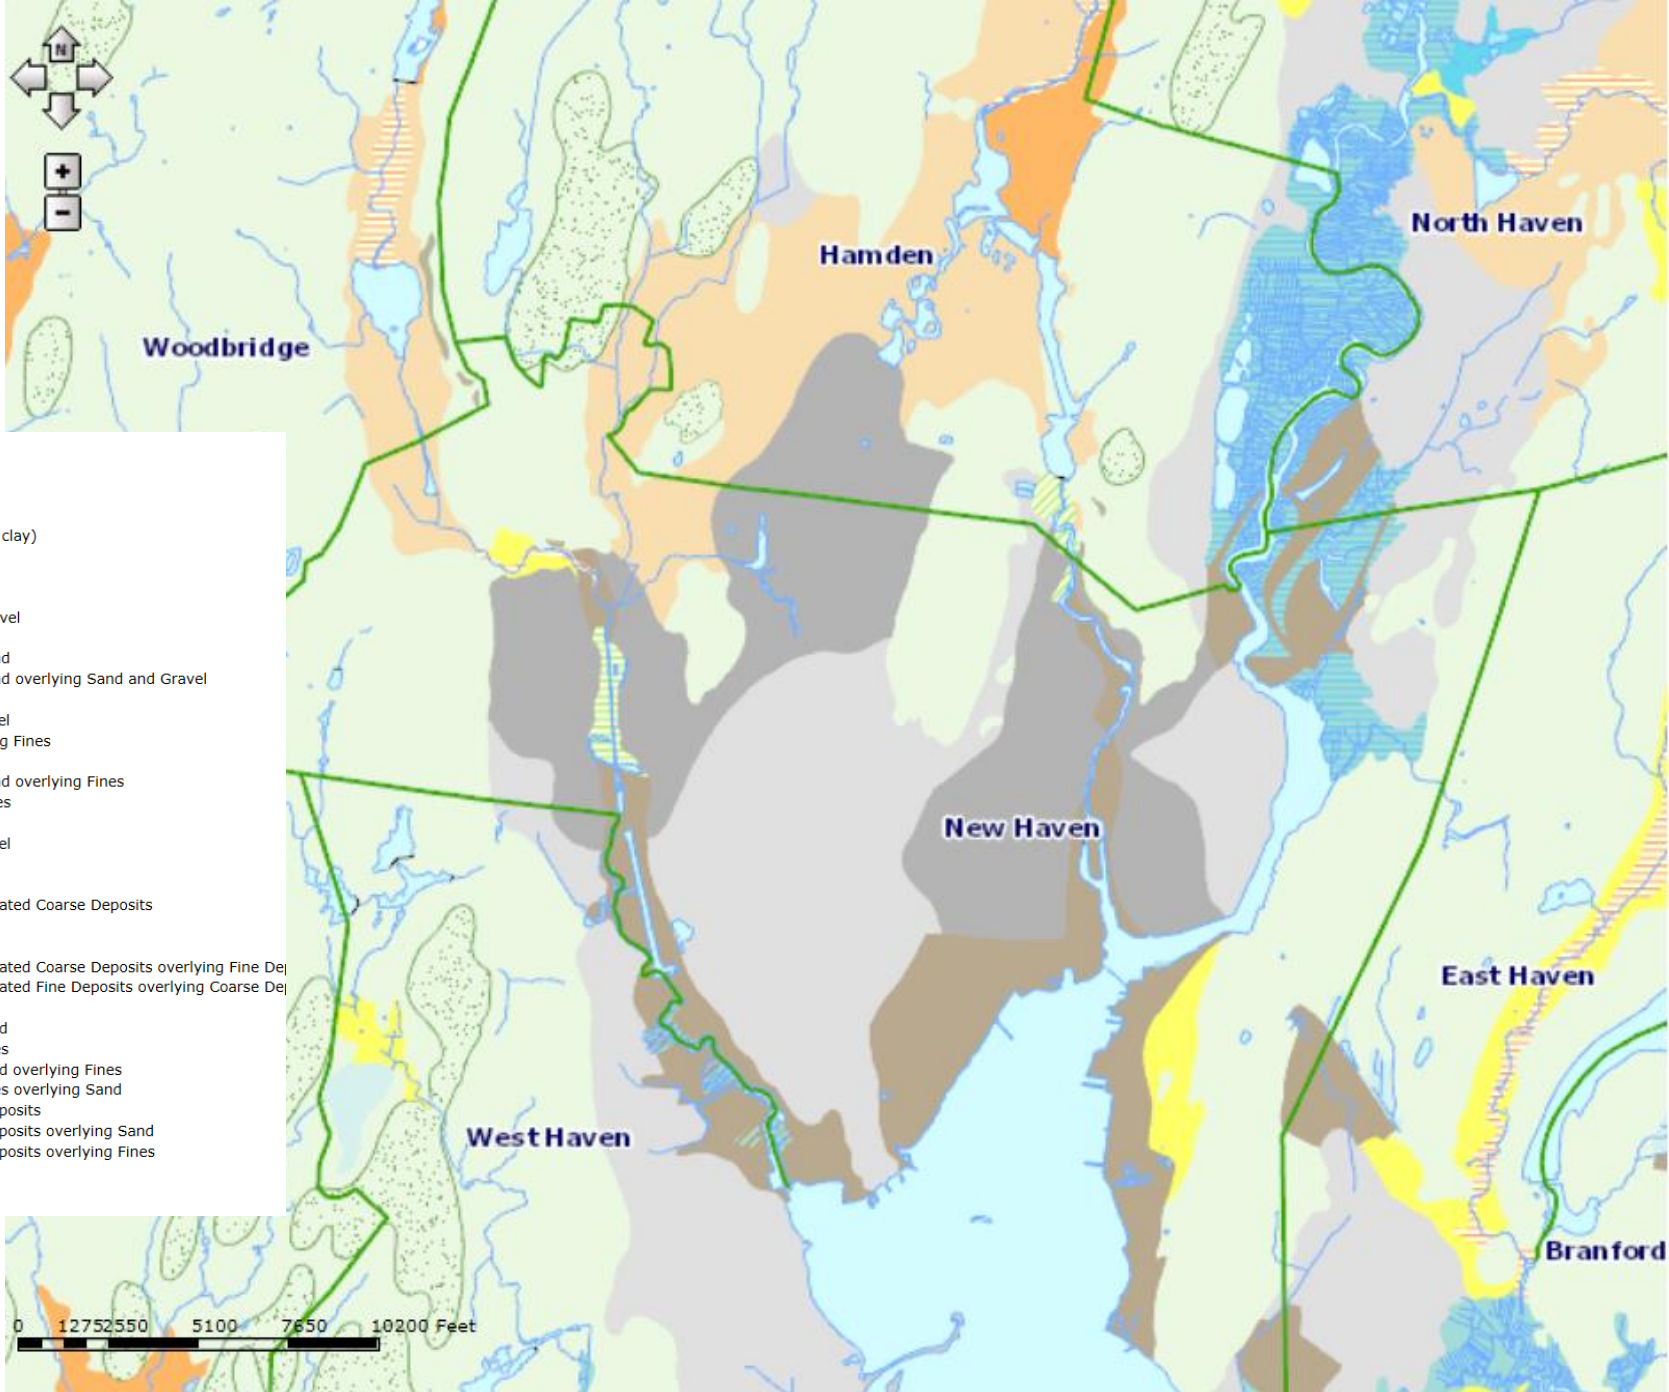 N
+
-
North Haven
Hamden
Woodbridge
clay)
vel
d
d overlying Sand and Gravel
el
g Fines
d overlying Fines
es
el
ated Coarse Deposits
ated Coarse Deposits overlying Fine De
ated Fine Deposits overlying Coarse De
d
s
d overlying Fines
s overlying Sand
posits
posits overlying Sand
posits overlying Fines
New Haven
East Haven
West Haven
Branford
0 1275 2550 5100 7650 10200 Feet